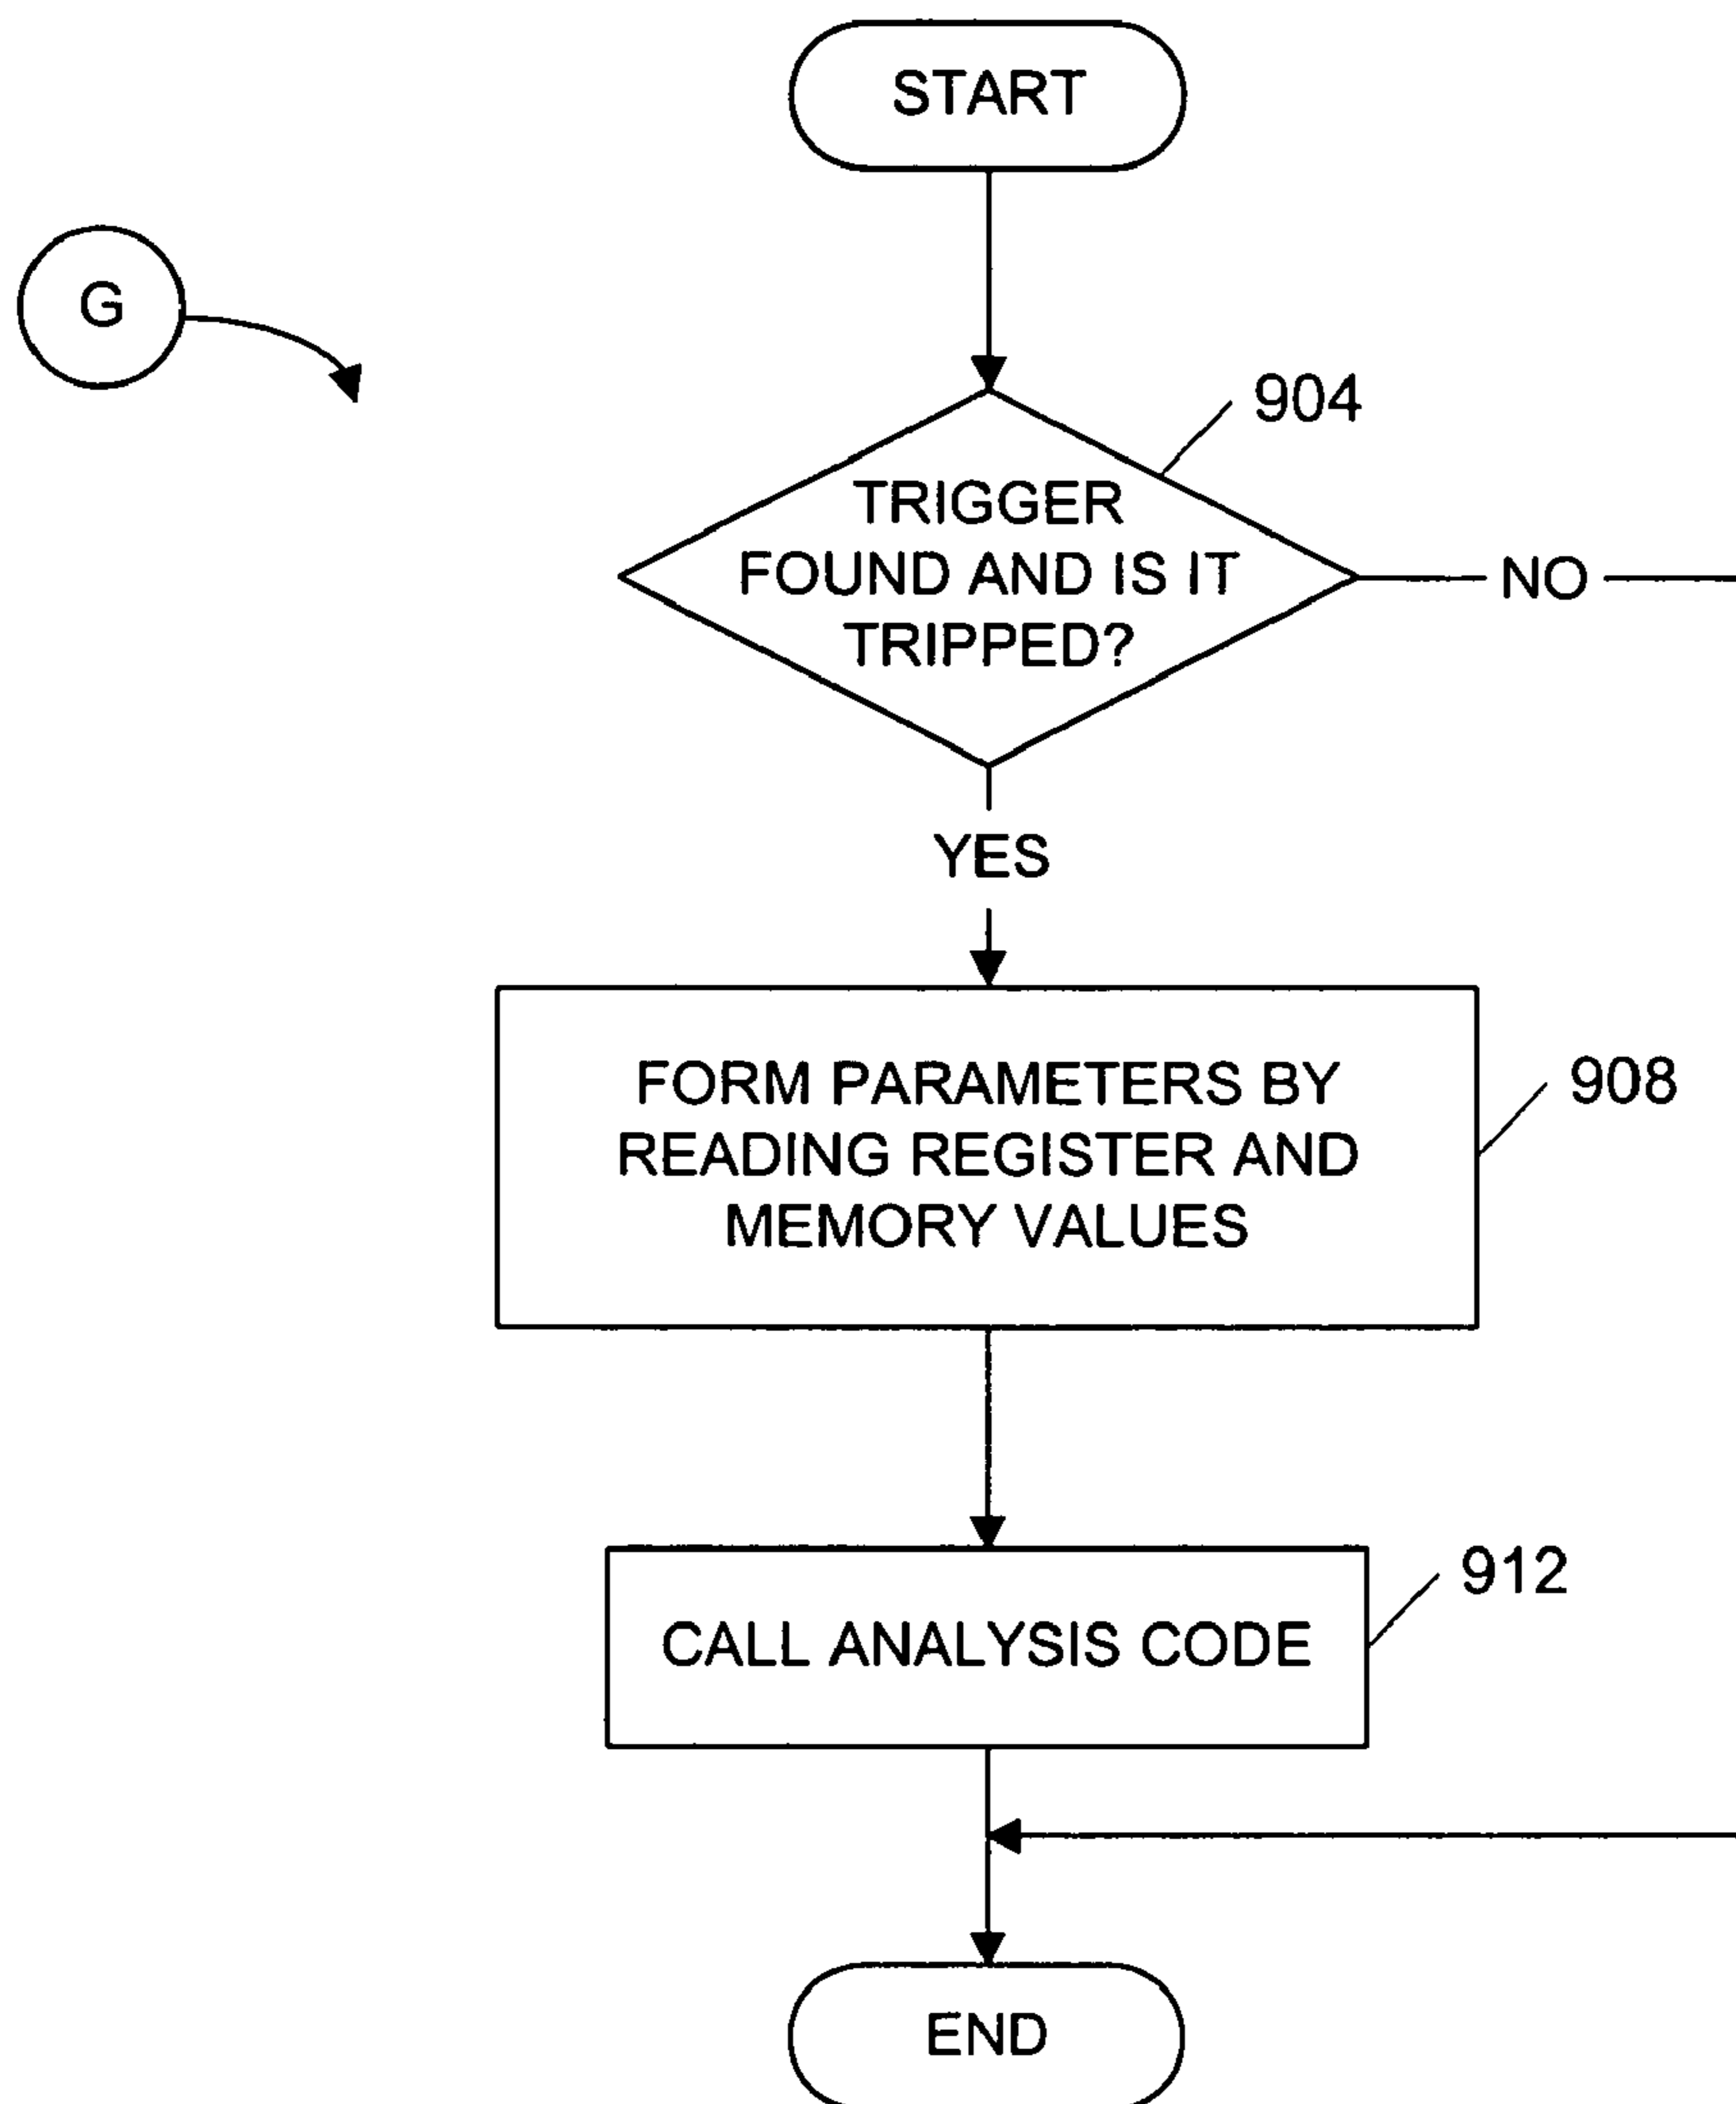 START
G
904
TRIGGER
FOUND AND IS IT
TRIPPED?
NO
YES
FORM PARAMETERS BY
READING REGISTER AND
MEMORY VALUES
908
CALL ANALYSIS CODE
912
END